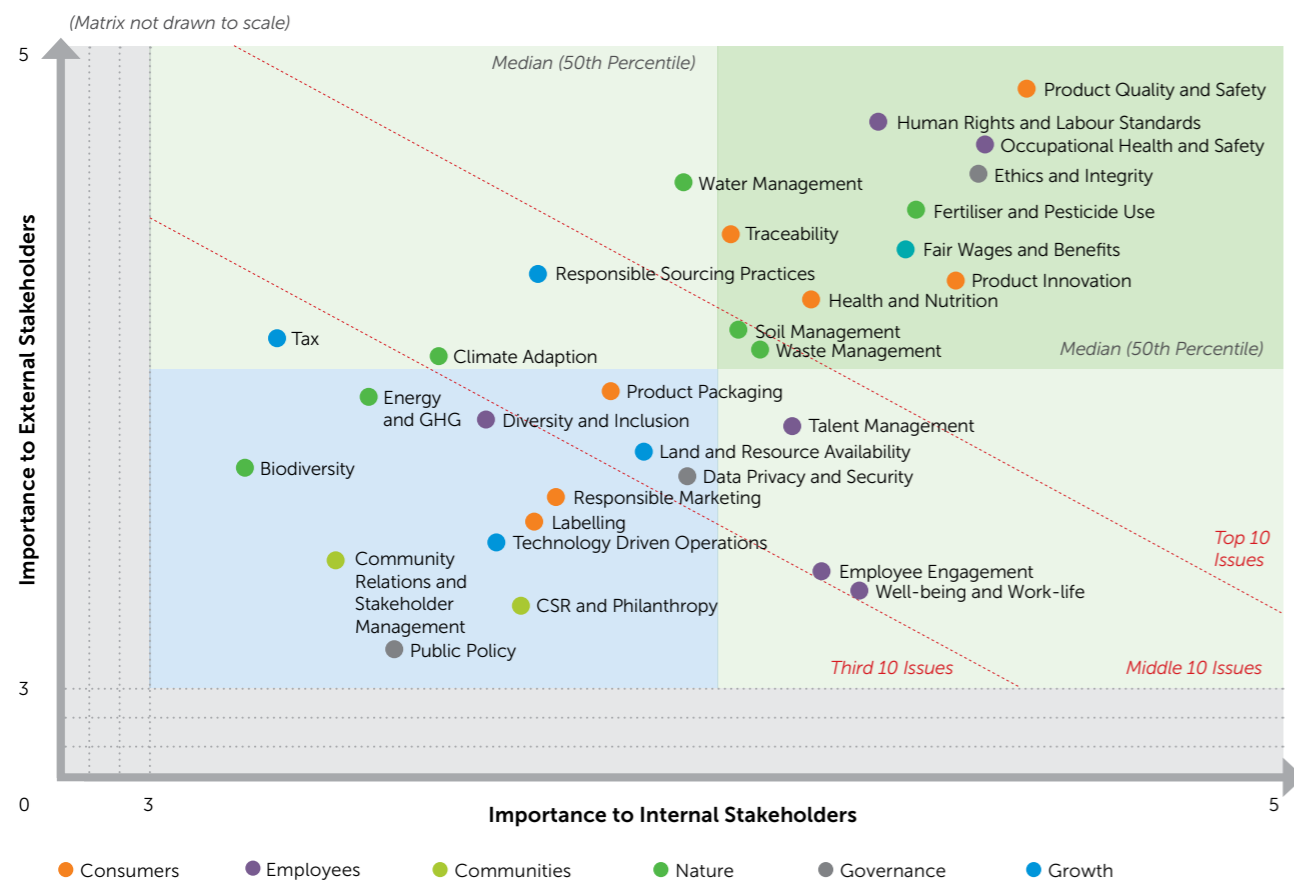 (Matrix not drawn to scale)
5
Median (50th Percentile)
Product Quality and Safety
Human Rights and Labour Standards
Occupational Health and Safety
Ethics and Integrity
Water Management
Fertiliser and Pesticide Use
Traceability
Fair Wages and Benefits
Responsible Sourcing Practices
Product Innovation
Health and Nutrition
Soil Management
Tax
Waste Management
Median (50th Percentile)
Climate Adaption
Importance to External Stakeholders
Product Packaging
Energy
and GHG
Diversity and Inclusion
Talent Management
Land and Resource Availability
Biodiversity
Data Privacy and Security
Responsible Marketing
Labelling
Technology Driven Operations
Top 10
Issues
Community
Relations and
Stakeholder
Management
Employee Engagement
Well-being and Work-life
CSR and Philanthropy
Public Policy
Third 10 Issues
Middle 10 Issues
3
0
3
5
Importance to Internal Stakeholders
Consumers
Employees
Communities
Nature
Governance
Growth